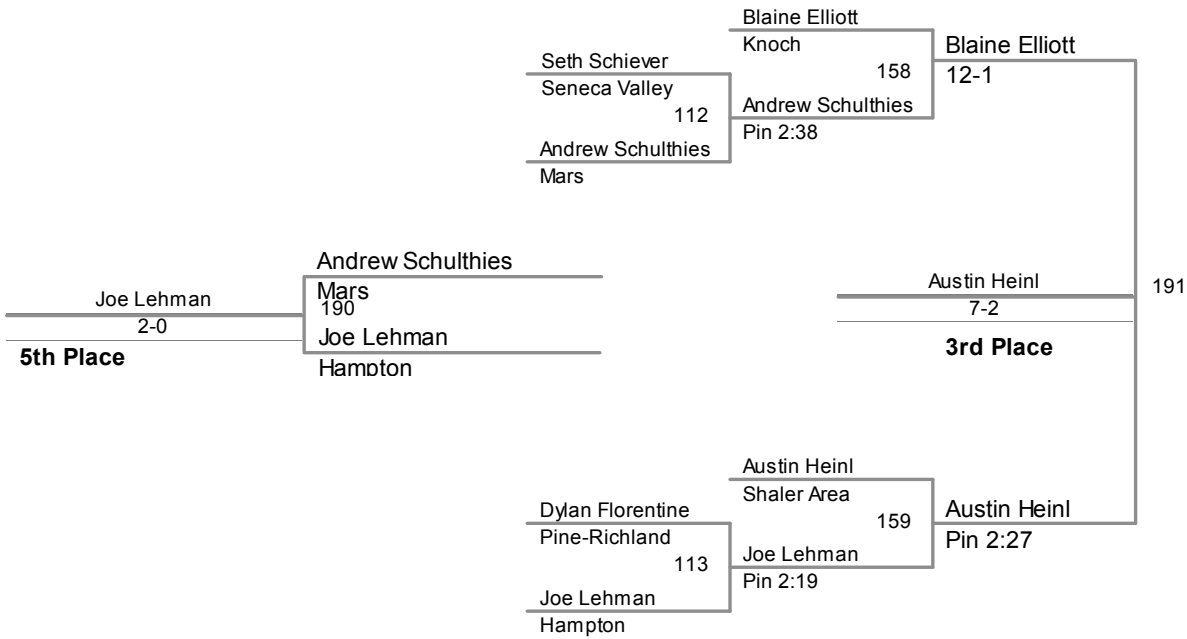 Blaine Elliott
Knoch
158
Blaine Elliott
12-1
Seth Schiever
Seneca Valley
112
Andrew Schulthies
Pin 2:38
Andrew Schulthies
Mars
Andrew Schulthies
Mars
190
Joe Lehman
Hampton
Joe Lehman
2-0
5th Place
Austin Heinl
7-2
3rd Place
191
Austin Heinl
Shaler Area
159
Austin Heinl
Pin 2:27
Dylan Florentine
Pine-Richland
113
Joe Lehman
Pin 2:19
Joe Lehman
Hampton